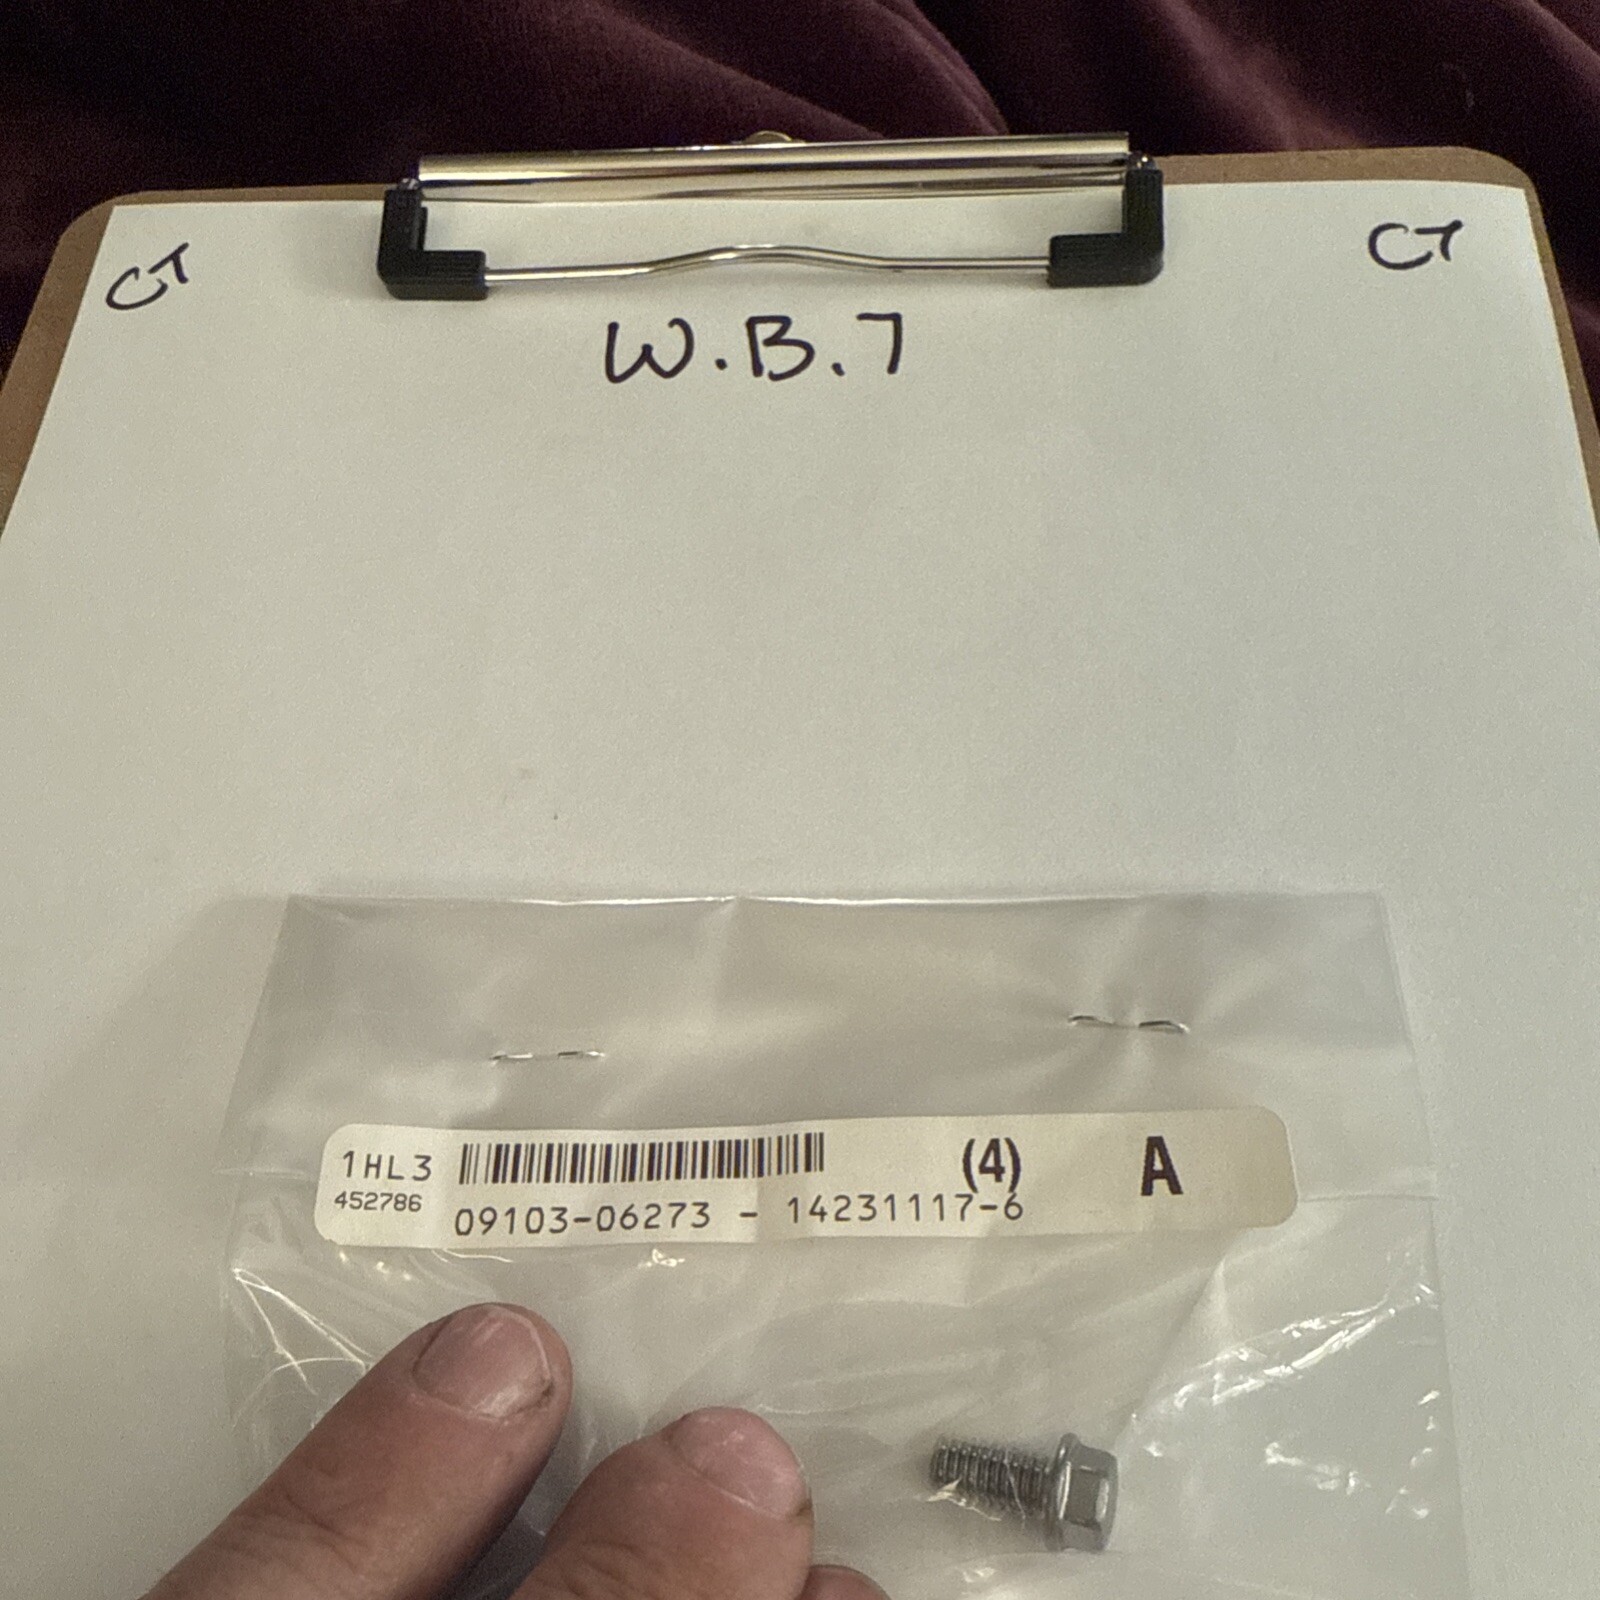 CT
CT
W.B.7
1HL3 (4) A
452786 09103-06273 - 14231117-6